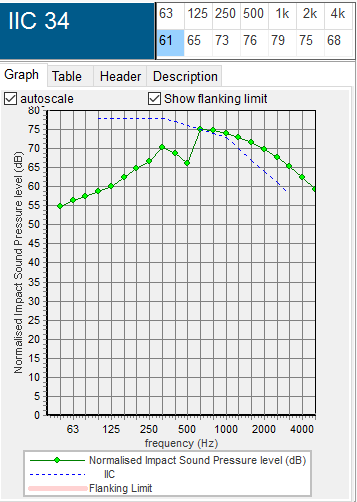 IIC 34
63 125 250 500 1k 2k 4k
61 65 73 76 79 75 68
Graph Table Header Description
autoscale Show flanking limit
Normalised Impact Sound Pressure level (dB)
80
75
70
65
60
55
50
45
40
35
30
25
20
15
10
5
0
63 125 250 500 1000 2000 4000
frequency (Hz)
Normalised Impact Sound Pressure level (dB)
IIC
Flanking Limit